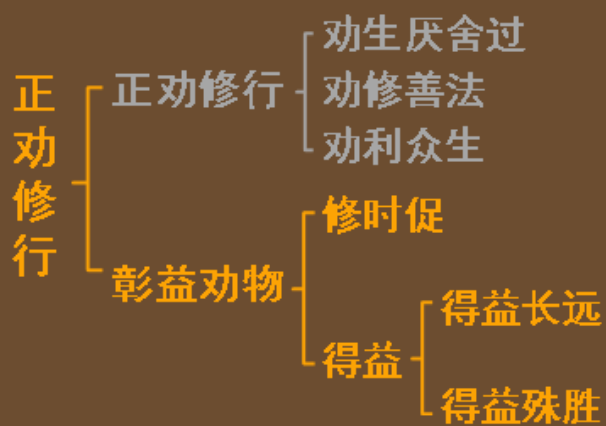 正劝修行
正劝修行
劝生厌舍过
劝修善法
劝利众生
彰益劝物
修时促
得益
得益长远
得益殊胜